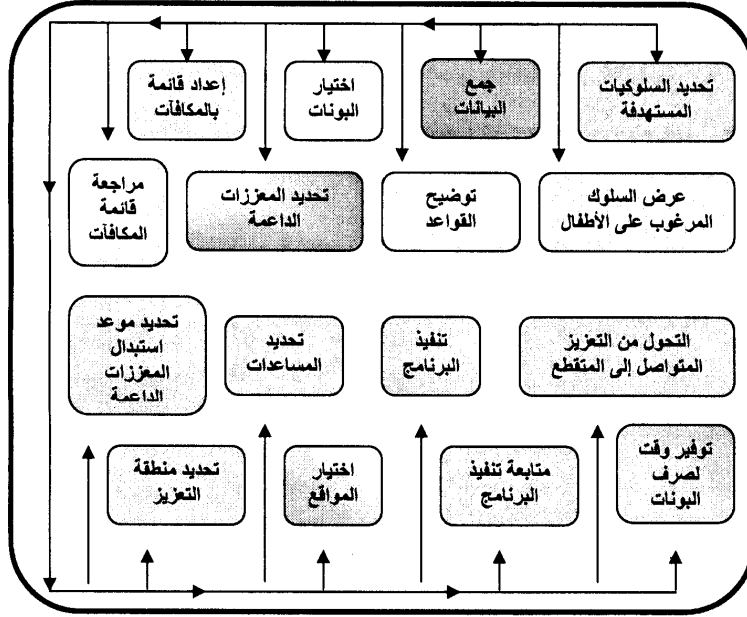 تحديد السلوكيات
المستهدفة
جمع
البيانات
اختيار
البونات
إعداد قائمة
بالمكافآت
عرض السلوك
المرغوب على الأطفال
توضيح
القواعد
تحديد المعززات
الداعمة
مراجعة
قائمة
المكافآت
التحول من التعزيز
المتواصل إلى المتقطع
تنفيذ
البرنامج
تحديد
المساعدات
تحديد موعد
استبدال
المعززات
الداعمة
توفير وقت
لصرف
البونات
متابعة تنفيذ
البرنامج
اختيار
المواقع
تحديد منطقة
التعزيز